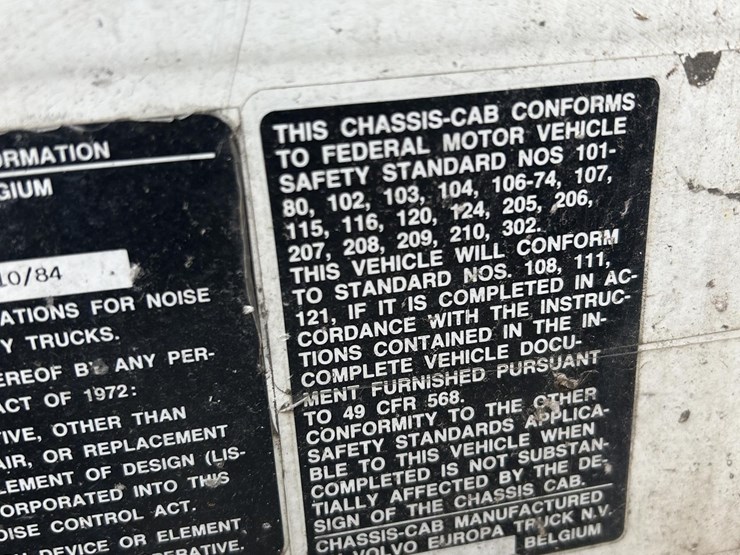 RMATION
GIUM
10/84
ATIONS FOR NOISE
Y TRUCKS.
EREOF BY ANY PER-
ACT OF 1972:
IVE, OTHER THAN
AIR, OR REPLACEMENT
LEMENT OF DESIGN (LIS-
ORPORATED INTO THIS
OISE CONTROL ACT.
DEVICE OR ELEMENT
ERATIVE.
THIS CHASSIS-CAB CONFORMS
TO FEDERAL MOTOR VEHICLE
SAFETY STANDARD NOS 101-
80, 102, 103, 104, 106-74, 107,
115, 116, 120, 124, 205, 206,
207, 208, 209, 210, 302.
THIS VEHICLE WILL CONFORM
TO STANDARD NOS. 108, 111,
121, IF IT IS COMPLETED IN AC-
CORDANCE WITH THE INSTRUC-
TIONS CONTAINED IN THE IN-
COMPLETE VEHICLE DOCU-
MENT FURNISHED PURSUANT
TO 49 CFR 568.
CONFORMITY TO THE OTHER
SAFETY STANDARDS APPLICA-
BLE TO THIS VEHICLE WHEN
COMPLETED IS NOT SUBSTAN-
TIALLY AFFECTED BY THE DE-
SIGN OF THE CHASSIS CAB.
CHASSIS-CAB MANUFACTURED
VOLVO EUROPA TRUCK N.V.
BELGIUM